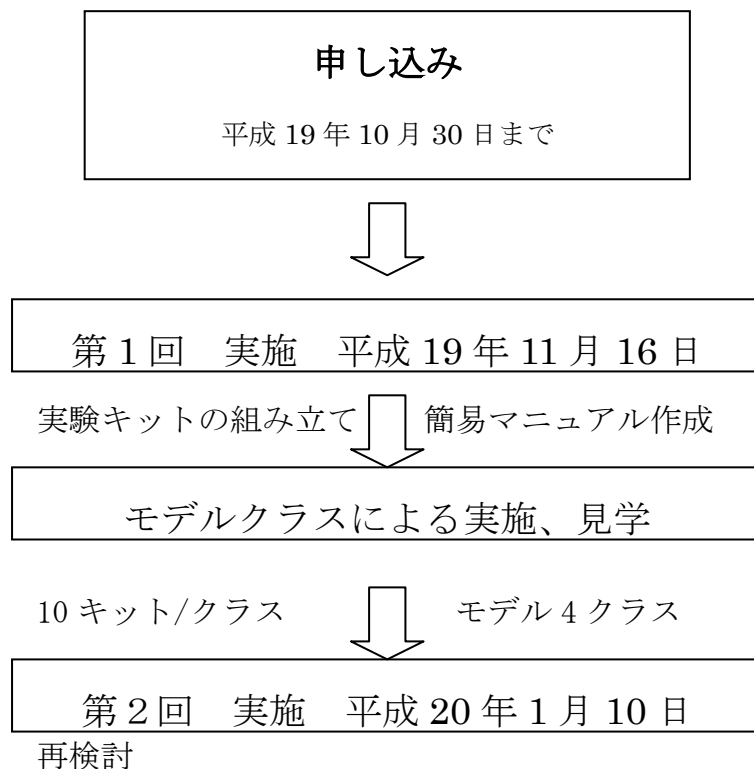 申し込み
平成 19 年 10 月 30 日まで
第 1 回　実施　平成 19 年 11 月 16 日
実験キットの組み立て　簡易マニュアル作成
モデルクラスによる実施、見学
10 キット/クラス　モデル 4 クラス
第 2 回　実施　平成 20 年 1 月 10 日
再検討